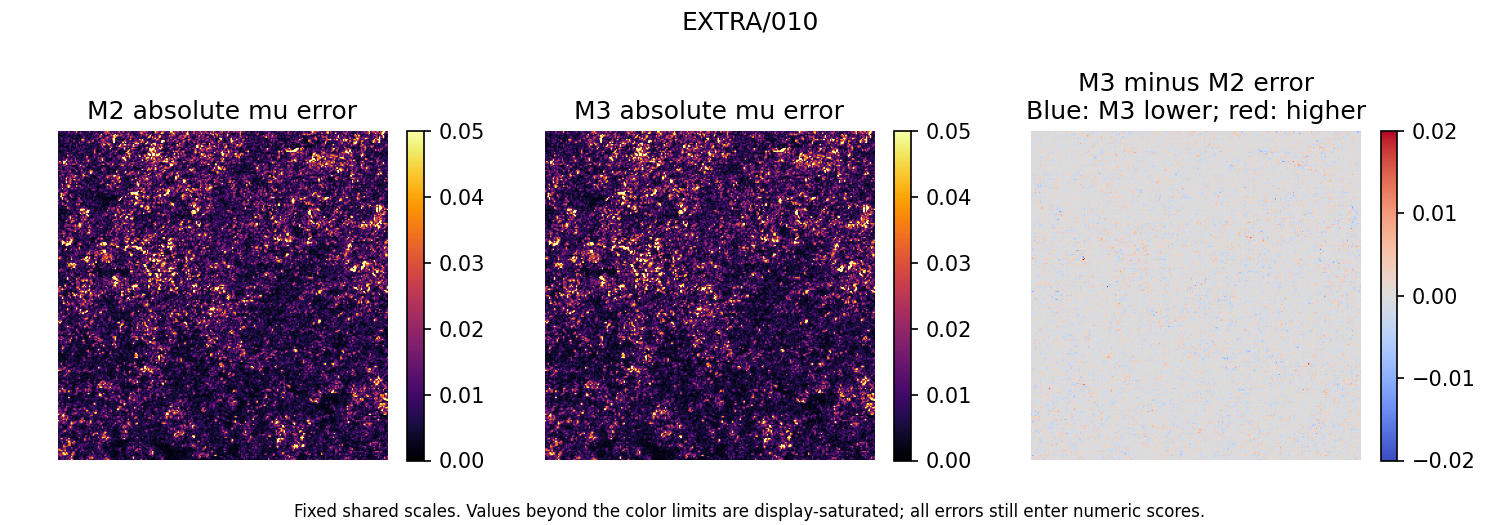 EXTRA/010
M2 absolute mu error
0.05
0.04
0.03
0.02
0.01
0.00
M3 absolute mu error
0.05
0.04
0.03
0.02
0.01
0.00
M3 minus M2 error
Blue: M3 lower; red: higher
0.02
0.01
0.00
−0.01
−0.02
Fixed shared scales. Values beyond the color limits are display-saturated; all errors still enter numeric scores.